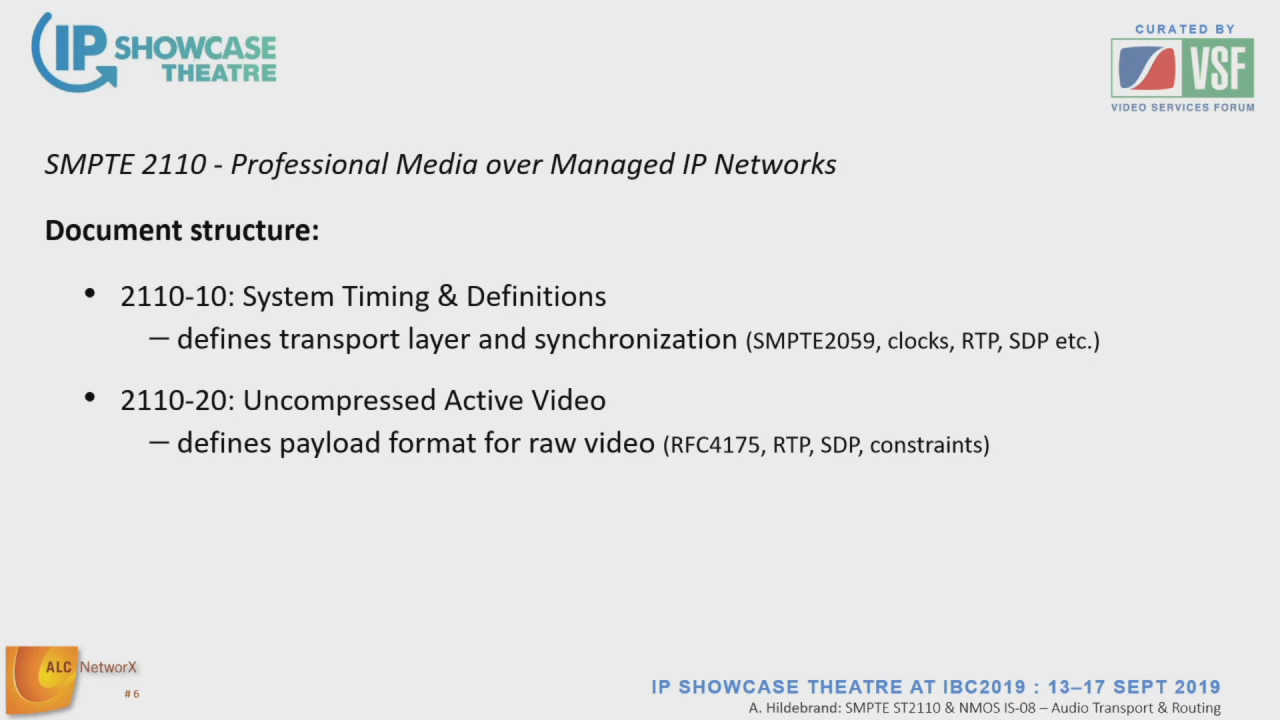 IP SHOWCASE
THEATRE
CURATED BY
VSF
VIDEO SERVICES FORUM
SMPTE 2110 - Professional Media over Managed IP Networks
Document structure:
• 2110-10: System Timing & Definitions
– defines transport layer and synchronization (SMPTE2059, clocks, RTP, SDP etc.)
• 2110-20: Uncompressed Active Video
– defines payload format for raw video (RFC4175, RTP, SDP, constraints)
ALC NetworX
# 6
IP SHOWCASE THEATRE AT IBC2019 : 13–17 SEPT 2019
A. Hildebrand: SMPTE ST2110 & NMOS IS-08 – Audio Transport & Routing